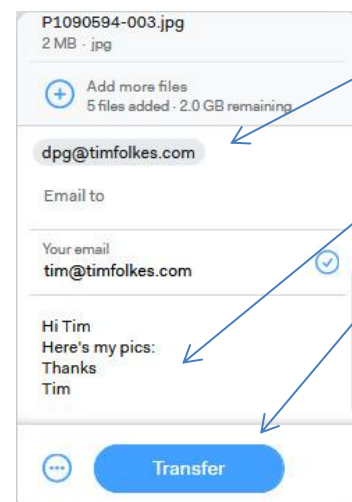 P1090594-003.jpg
2 MB · jpg
Add more files
5 files added · 2.0 GB remaining
dpg@timfolkes.com
Email to
Your email
tim@timfolkes.com
Hi Tim
Here's my pics:
Thanks
Tim
Transfer